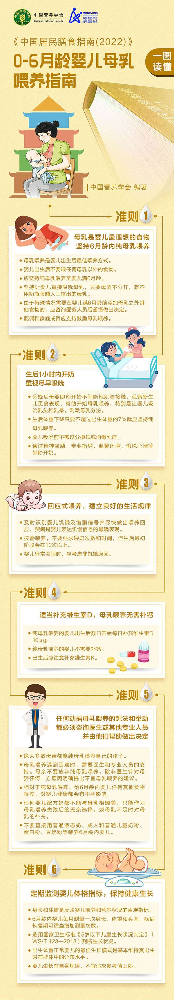 中国营养学会
中国营养学会
Chinese Nutrition Society
MCNC-CNS
中国营养学会
妇幼营养分会
《中国居民膳食指南(2022)》
0-6月龄婴儿母乳
喂养指南
一图
读懂
中国营养学会 编著
准则1
母乳是婴儿最理想的食物
坚持6月龄内纯母乳喂养
● 母乳喂养是婴儿出生后最佳喂养方式。
● 婴儿出生后不要喂任何母乳以外的食物。
● 应坚持纯母乳喂养至婴儿满6月龄。
● 坚持让婴儿直接吸吮母乳，只要母婴不分开，就不
用奶瓶喂哺人工挤出的母乳。
● 由于特殊情况需要在婴儿满6月龄前添加母乳之外其
他食物的，应咨询医务人员后谨慎做出决定。
● 配偶和家庭成员应支持鼓励母乳喂养。
准则2
生后1小时内开奶
重视尽早吸吮
● 分娩后母婴即刻开始不间断地肌肤接触，观察新生
儿觅食表现，帮助开始母乳喂养，特别是让婴儿吸
吮乳头和乳晕，刺激母乳分泌。
● 生后体重下降只要不超过出生体重的7%就应坚持纯
母乳喂养。
● 婴儿吸吮前不需过分擦拭或消毒乳房。
● 通过精神鼓励、专业指导、温馨环境、愉悦心情等
辅助开奶。
准则3
回应式喂养，建立良好的生活规律
● 及时识别婴儿饥饿及饱腹信号并尽快做出喂养回
应，哭闹是婴儿表达饥饿信号的最晚表现。
● 按需喂养，不要强求喂奶次数和时间，但生后最初
阶段会在10次以上。
● 婴儿异常哭闹时，应考虑非饥饿原因。
准则4
适当补充维生素D，母乳喂养无需补钙
● 纯母乳喂养的婴儿出生后数日开始每日补充维生素D
10μg。
● 纯母乳喂养的婴儿不需要补钙。
● 出生后应注意补充维生素K。
准则5
任何动摇母乳喂养的想法和举动
都必须咨询医生或其他专业人员
并由他们帮助做出决定
● 绝大多数母亲都能纯母乳喂养自己的孩子。
● 母乳喂养遇到困难时，需要医生和专业人员的支
持。母亲不要放弃纯母乳喂养，除非医生针对母
婴任何一方原因明确提出不宜母乳喂养的建议。
● 相对于纯母乳喂养，给6月龄内婴儿任何其他食物
喂养，对婴儿健康都会有不利影响。
● 任何婴儿配方奶都不能与母乳相媲美，只能作为
母乳喂养失败后的无奈选择，或母乳不足时对母
乳的补充。
● 不要直接用普通液态奶、成人和普通儿童奶粉、
蛋白粉、豆奶粉等喂养6月龄内婴儿。
准则6
定期监测婴儿体格指标，保持健康生长
● 身长和体重是反映婴儿喂养和营养状况的直观指标。
● 6月龄内婴儿每月测量一次身长、体重和头围，病后
恢复期可适当增加测量次数。
● 选用国家卫生标准《5岁以下儿童生长状况判定》（
WS/T 423—2013）判断生长状况。
● 出生体重正常婴儿的最佳生长模式是基本维持其出生
时在群体中的分布水平。
● 婴儿生长有自身规律，不宜追求参考值上限。